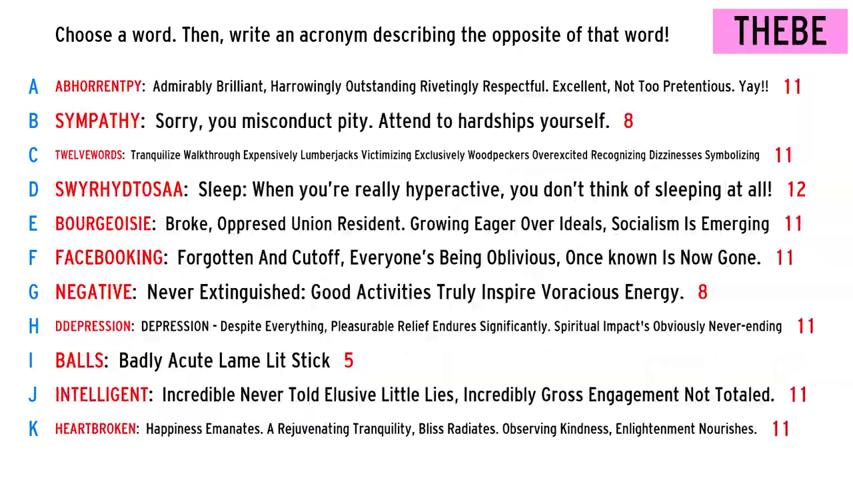 Choose a word. Then, write an acronym describing the opposite of that word!
THEBE
A ABHORRENTPY: Admirably Brilliant, Harrowingly Outstanding Rivetingly Respectful. Excellent, Not Too Pretentious. Yay!! 11
B SYMPATHY: Sorry, you misconduct pity. Attend to hardships yourself. 8
C TWELVEWORDS: Tranquilize Walkthrough Expensively Lumberjacks Victimizing Exclusively Woodpeckers Overexcited Recognizing Dizzinesses Symbolizing 11
D SWYRHYDTOSAA: Sleep: When you're really hyperactive, you don't think of sleeping at all! 12
E BOURGEOISIE: Broke, Oppresed Union Resident. Growing Eager Over Ideals, Socialism Is Emerging 11
F FACEBOOKING: Forgotten And Cutoff, Everyone's Being Oblivious, Once known Is Now Gone. 11
G NEGATIVE: Never Extinguished: Good Activities Truly Inspire Voracious Energy. 8
H DDEPRESSION: DEPRESSION - Despite Everything, Pleasurable Relief Endures Significantly. Spiritual Impact's Obviously Never-ending 11
I BALLS: Badly Acute Lame Lit Stick 5
J INTELLIGENT: Incredible Never Told Elusive Little Lies, Incredibly Gross Engagement Not Totaled. 11
K HEARTBROKEN: Happiness Emanates. A Rejuvenating Tranquility, Bliss Radiates. Observing Kindness, Enlightenment Nourishes. 11